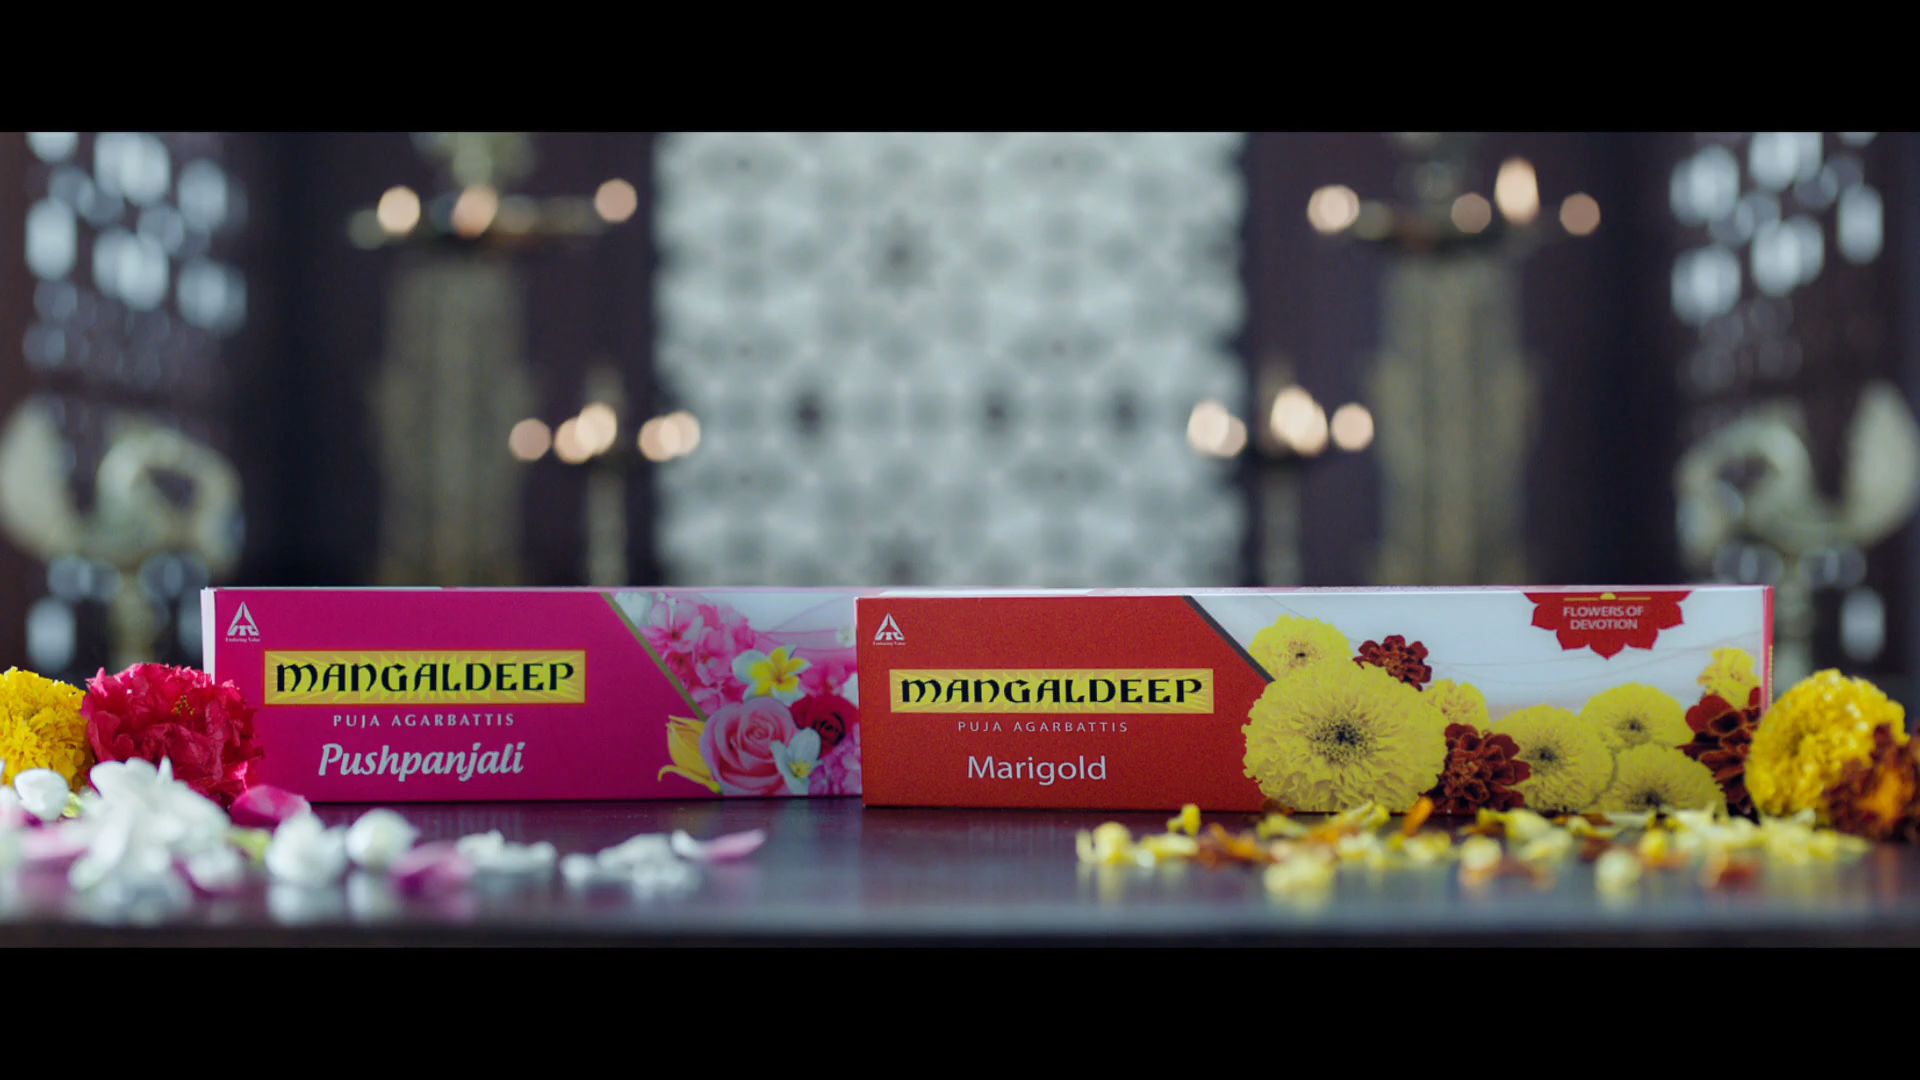 MANGALDEEP
PUJA AGARBATTIS
Pushpanjali
MANGALDEEP
PUJA AGARBATTIS
Marigold
FLOWERS OF
DEVOTION